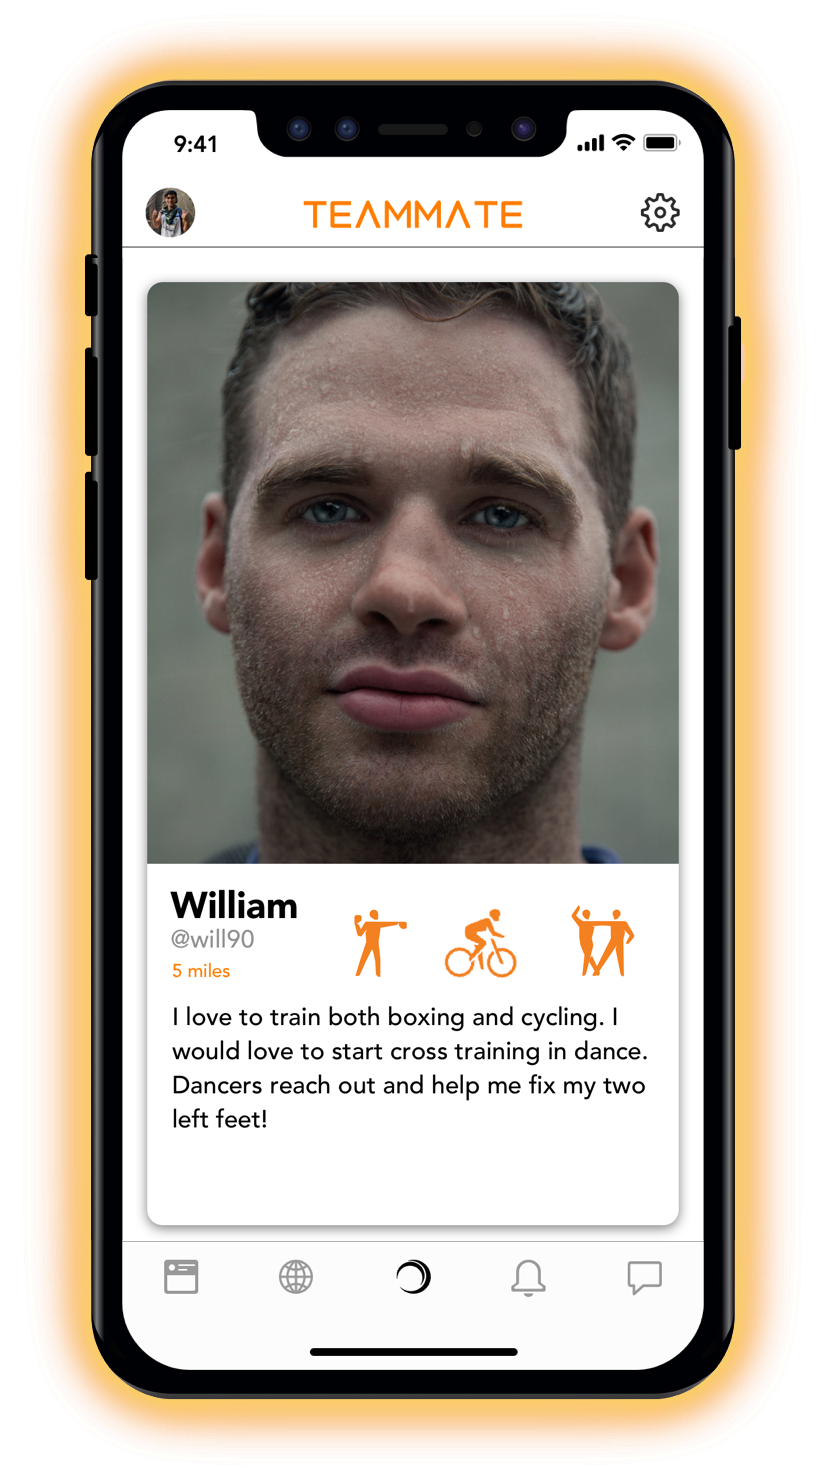 9:41
TEAMMATE
William
@will90
5 miles
I love to train both boxing and cycling. I
would love to start cross training in dance.
Dancers reach out and help me fix my two
left feet!